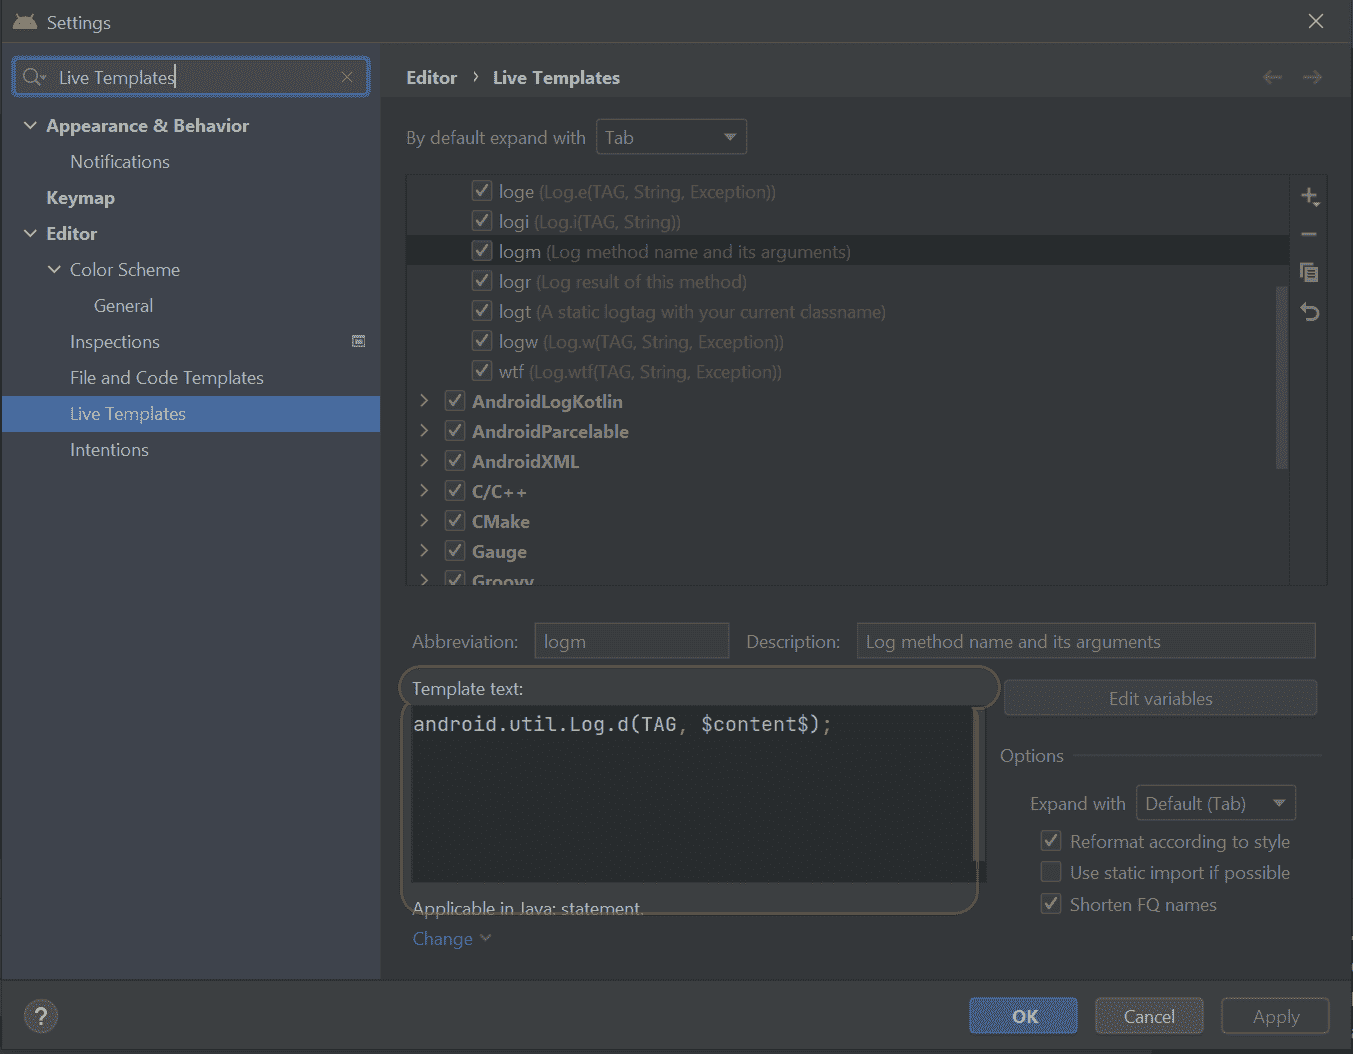 Settings
Live Templates
Appearance & Behavior
Notifications
Keymap
Editor
Color Scheme
General
Inspections
File and Code Templates
Live Templates
Intentions
Editor › Live Templates
By default expand with Tab
loge (Log.e(TAG, String, Exception))
logi (Log.i(TAG, String))
logm (Log method name and its arguments)
logr (Log result of this method)
logt (A static logtag with your current classname)
logw (Log.w(TAG, String, Exception))
wtf (Log.wtf(TAG, String, Exception))
AndroidLogKotlin
AndroidParcelable
AndroidXML
C/C++
CMake
Gauge
Groovy
Abbreviation: logm Description: Log method name and its arguments
Template text:
android.util.Log.d(TAG, $content$);
Edit variables
Options
Expand with Default (Tab)
Reformat according to style
Use static import if possible
Shorten FQ names
Applicable in Java: statement.
Change
? OK Cancel Apply